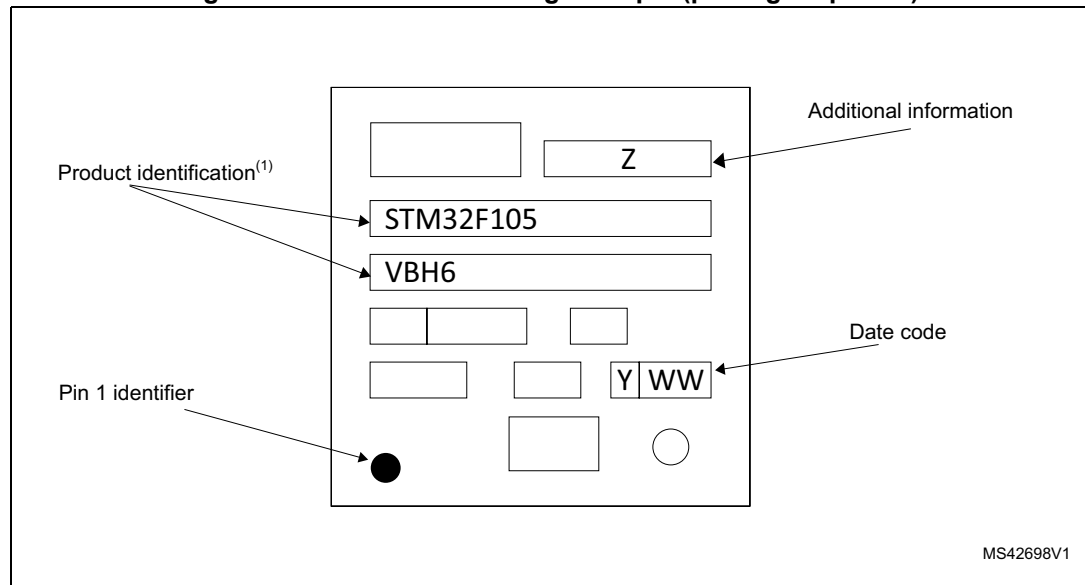 Additional information
Z
Product identification(1)
STM32F105
VBH6
Date code
Y WW
Pin 1 identifier
MS42698V1